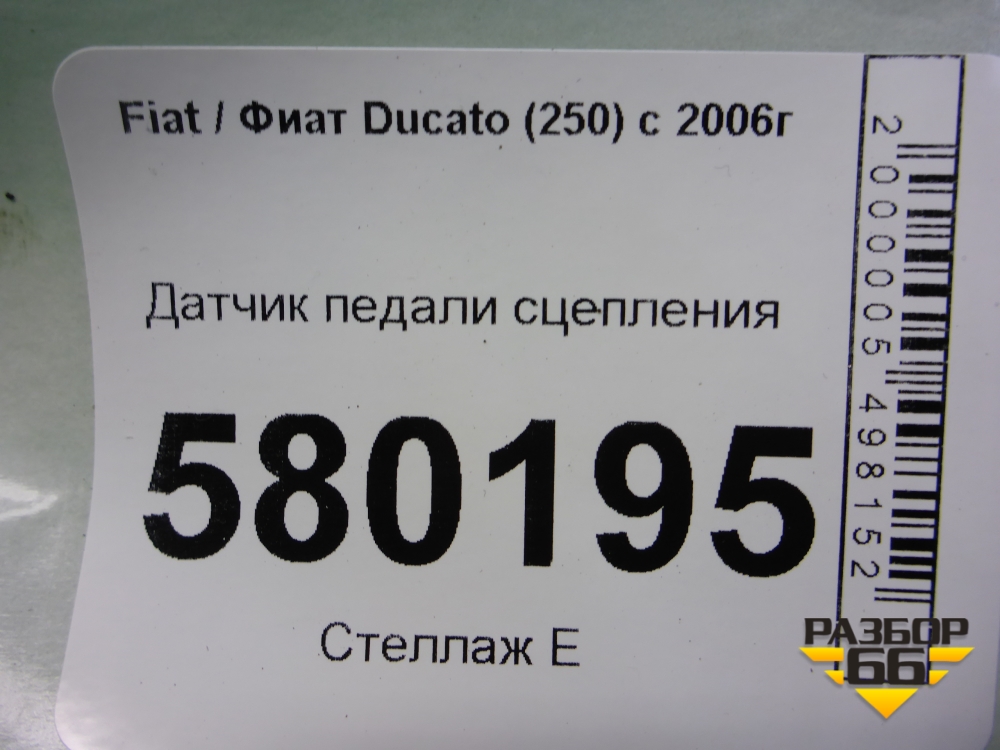 Fiat / Фиат Ducato (250) с 2006г
Датчик педали сцепления
580195
Стеллаж Е
2000005498152
РАЗБОР
66